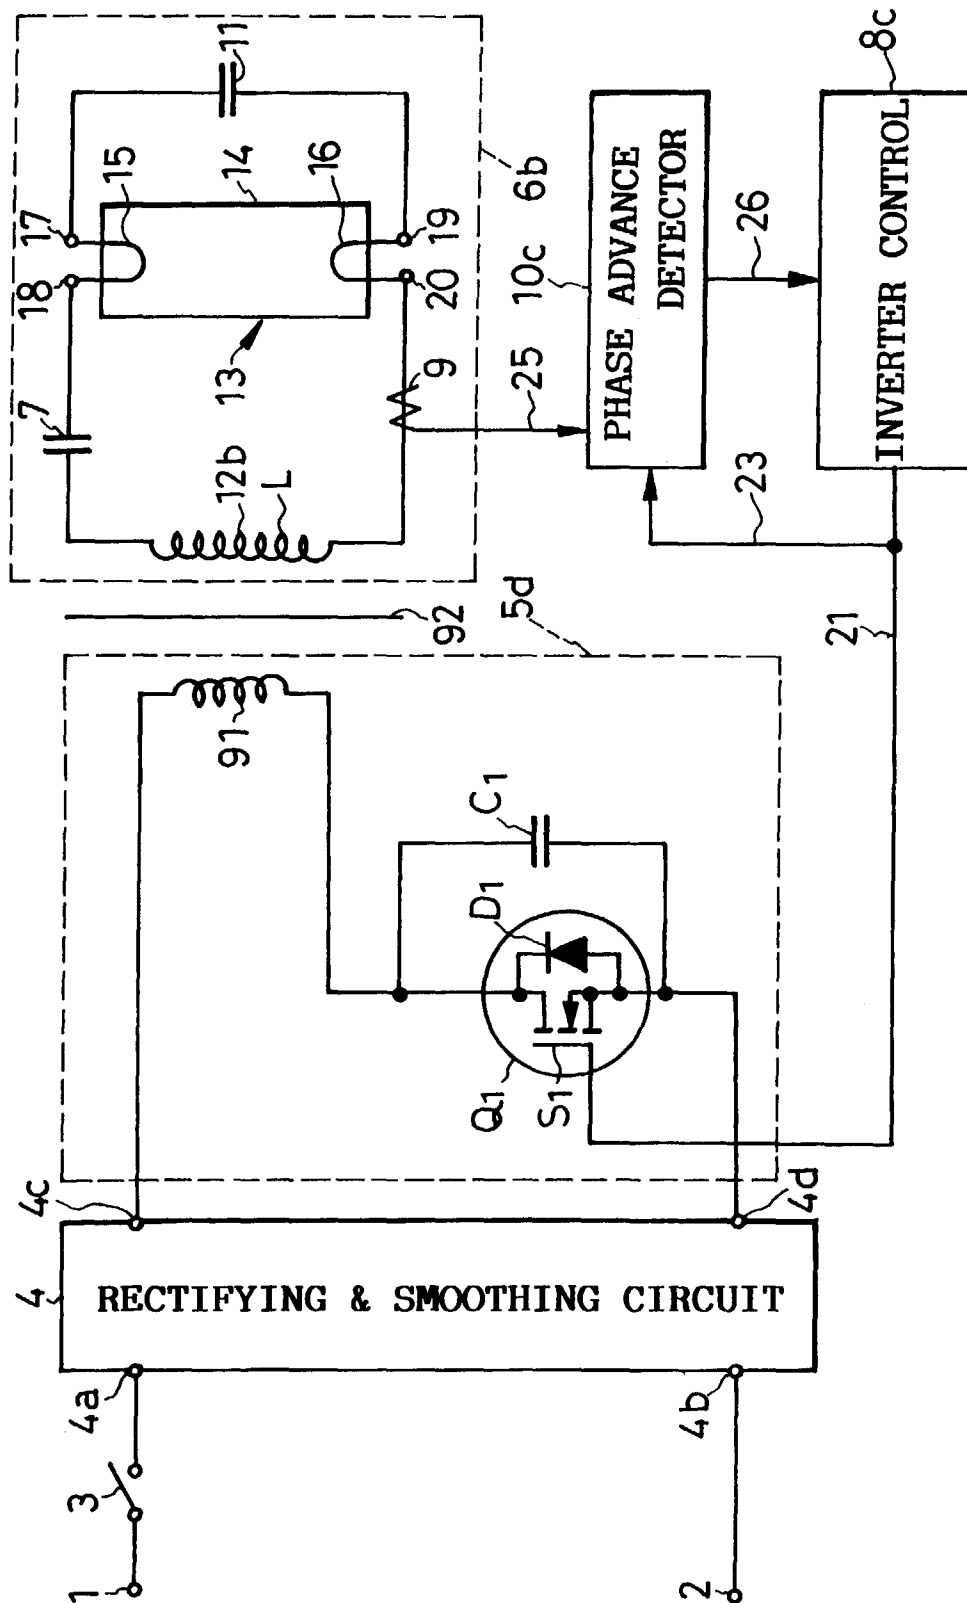 1
2
3
4
4a
4b
4c
4d
RECTIFYING & SMOOTHING CIRCUIT
5d
91
92
Q1
S1
D1
C1
21
23
6b
12b
L
7
18
17
15
14
13
16
20
19
11
9
25
10c
PHASE ADVANCE
DETECTOR
26
8c
INVERTER CONTROL